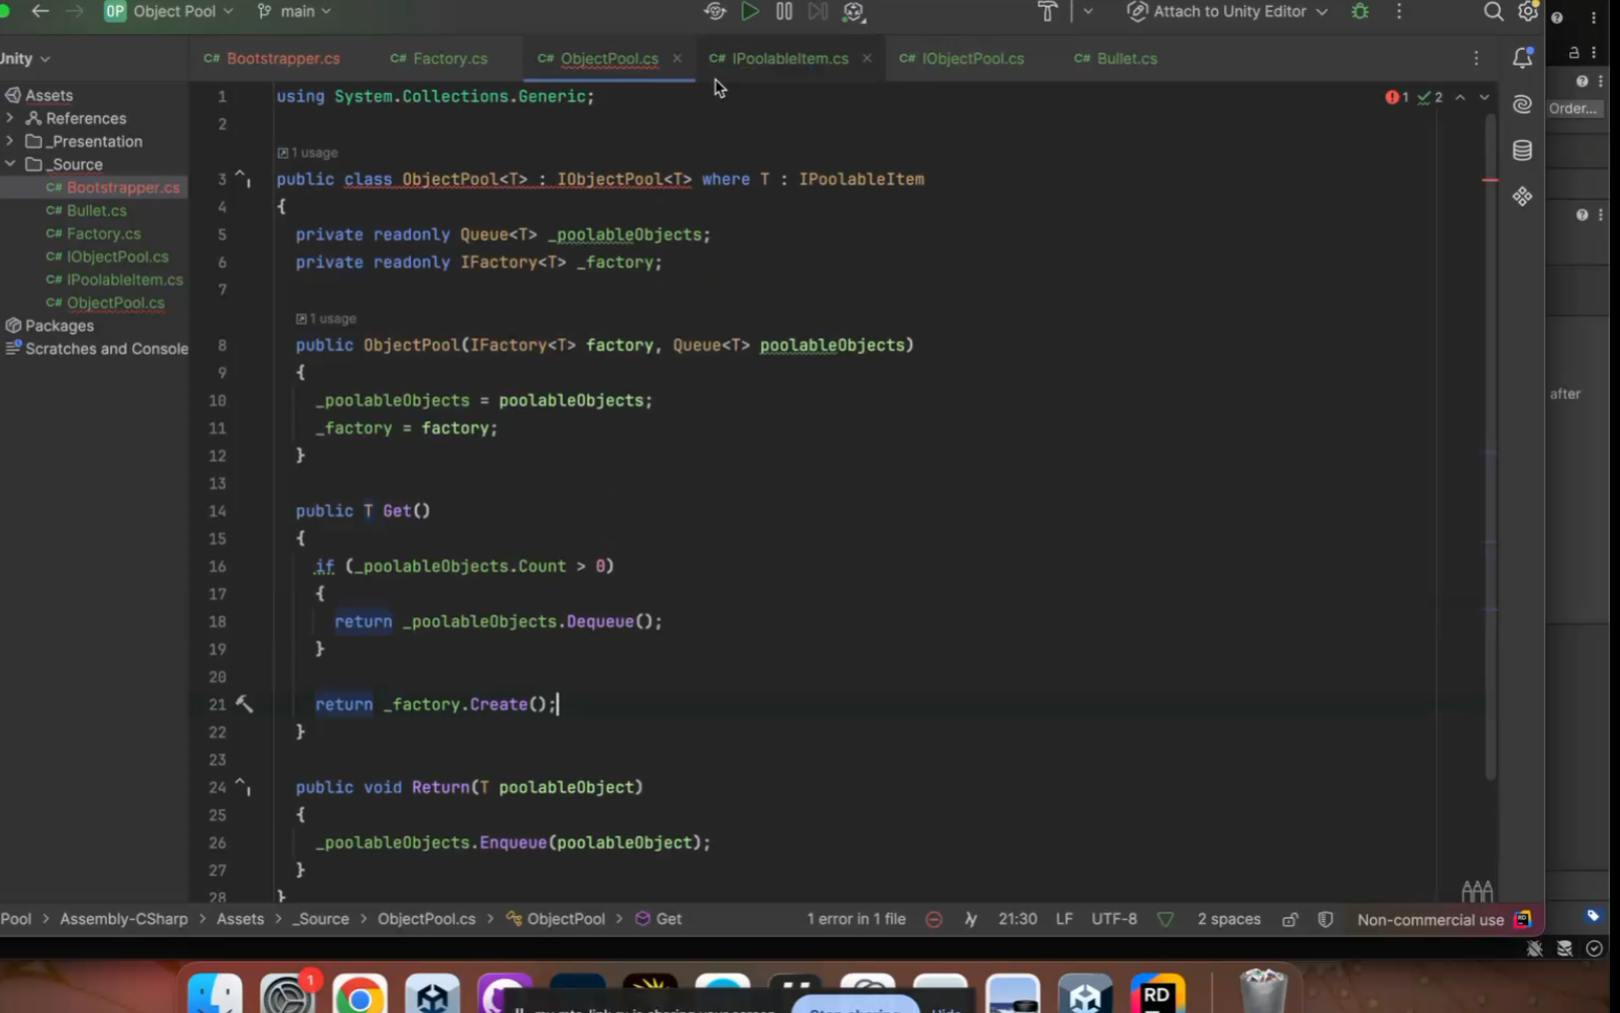 OP Object Pool main Attach to Unity Editor
Unity
Bootstrapper.cs Factory.cs ObjectPool.cs IPoolableItem.cs IObjectPool.cs Bullet.cs
Assets
References
_Presentation
_Source
C# Bootstrapper.cs
C# Bullet.cs
C# Factory.cs
C# IObjectPool.cs
C# IPoolableItem.cs
C# ObjectPool.cs
Packages
Scratches and Console
1 2
1 using System.Collections.Generic;
2
1 usage
3 public class ObjectPool<T> : IObjectPool<T> where T : IPoolableItem
4 {
5 private readonly Queue<T> _poolableObjects;
6 private readonly IFactory<T> _factory;
7
1 usage
8 public ObjectPool(IFactory<T> factory, Queue<T> poolableObjects)
9 {
10 _poolableObjects = poolableObjects;
11 _factory = factory;
12 }
13
14 public T Get()
15 {
16 if (_poolableObjects.Count > 0)
17 {
18 return _poolableObjects.Dequeue();
19 }
20
21 return _factory.Create();
22 }
23
24 public void Return(T poolableObject)
25 {
26 _poolableObjects.Enqueue(poolableObject);
27 }
28 }
Order...
after
Pool > Assembly-CSharp > Assets > _Source > ObjectPool.cs > ObjectPool > Get 1 error in 1 file 21:30 LF UTF-8 2 spaces Non-commercial use
1
RD